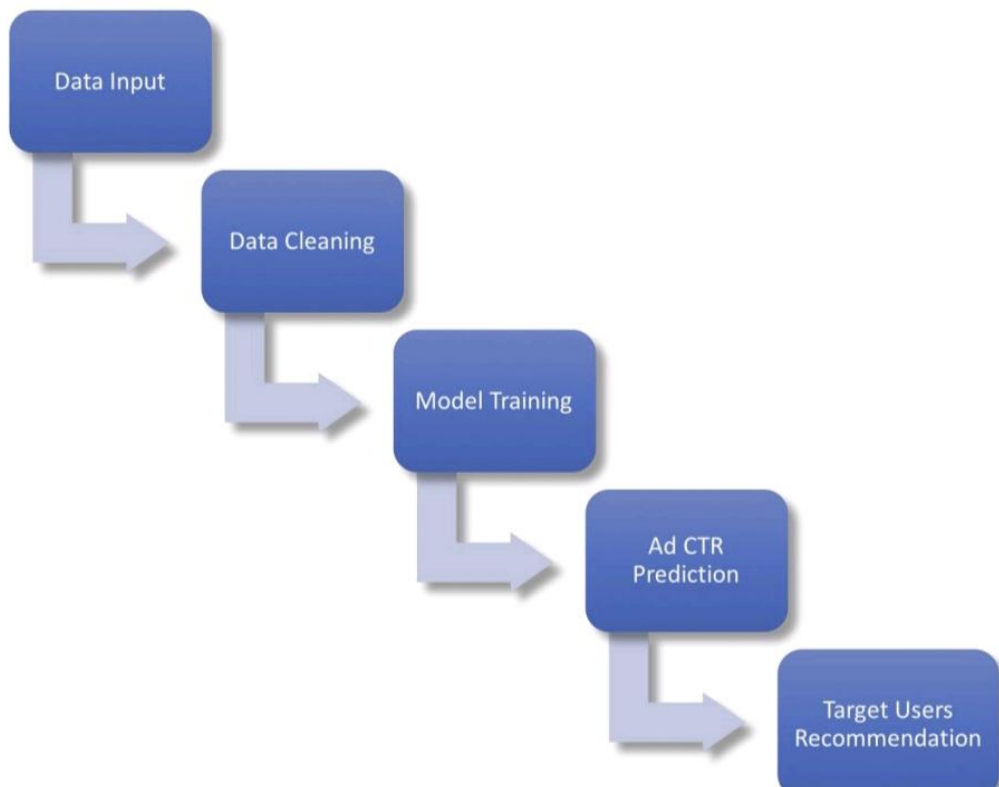 Data Input
Data Cleaning
Model Training
Ad CTR
Prediction
Target Users
Recommendation